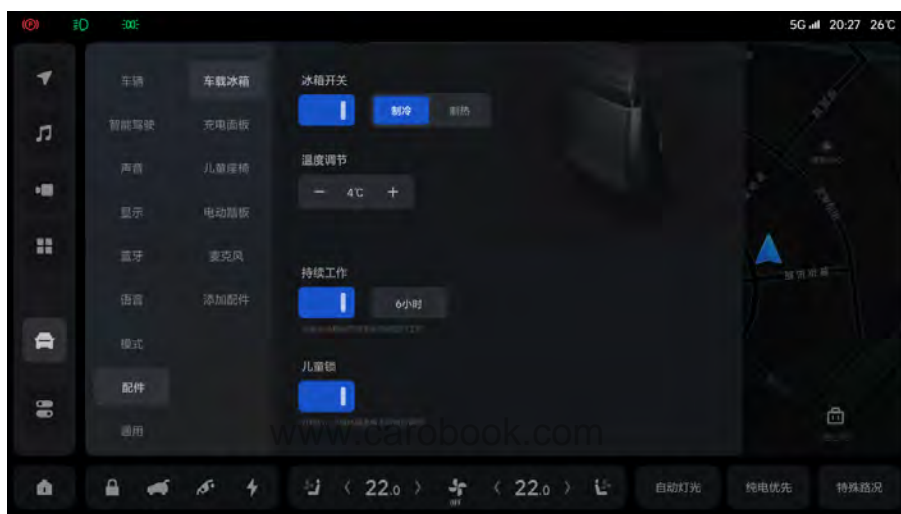 5G 20:27 26℃
车辆
车载冰箱
冰箱开关
制冷
制热
智能驾驶
充电面板
声音
儿童座椅
温度调节
− 4℃ +
显示
电动踏板
蓝牙
麦克风
持续工作
6小时
语言
添加配件
模式
儿童锁
配件
通用
www.carobook.com
22.0
OFF
22.0
自动灯光
纯电优先
特殊路况